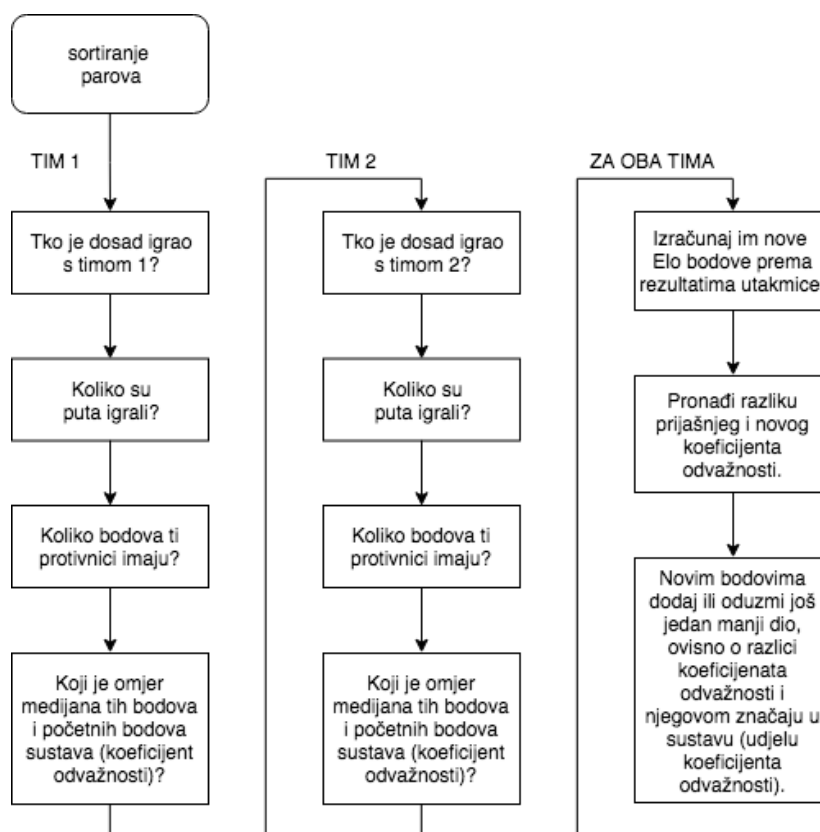 sortiranje
parova
TIM 1
Tko je dosad igrao
s timom 1?
Koliko su
puta igrali?
Koliko bodova ti
protivnici imaju?
Koji je omjer
medijana tih bodova
i početnih bodova
sustava (koeficijent
odvažnosti)?
TIM 2
Tko je dosad igrao
s timom 2?
Koliko su
puta igrali?
Koliko bodova ti
protivnici imaju?
Koji je omjer
medijana tih bodova
i početnih bodova
sustava (koeficijent
odvažnosti)?
ZA OBA TIMA
Izračunaj im nove
Elo bodove prema
rezultatima utakmice
Pronađi razliku
prijašnjeg i novog
koeficijenta
odvažnosti.
Novim bodovima
dodaj ili oduzmi još
jedan manji dio,
ovisno o razlici
koeficijenata
odvažnosti i
njegovom značaju u
sustavu (udjelu
koeficijenta
odvažnosti).